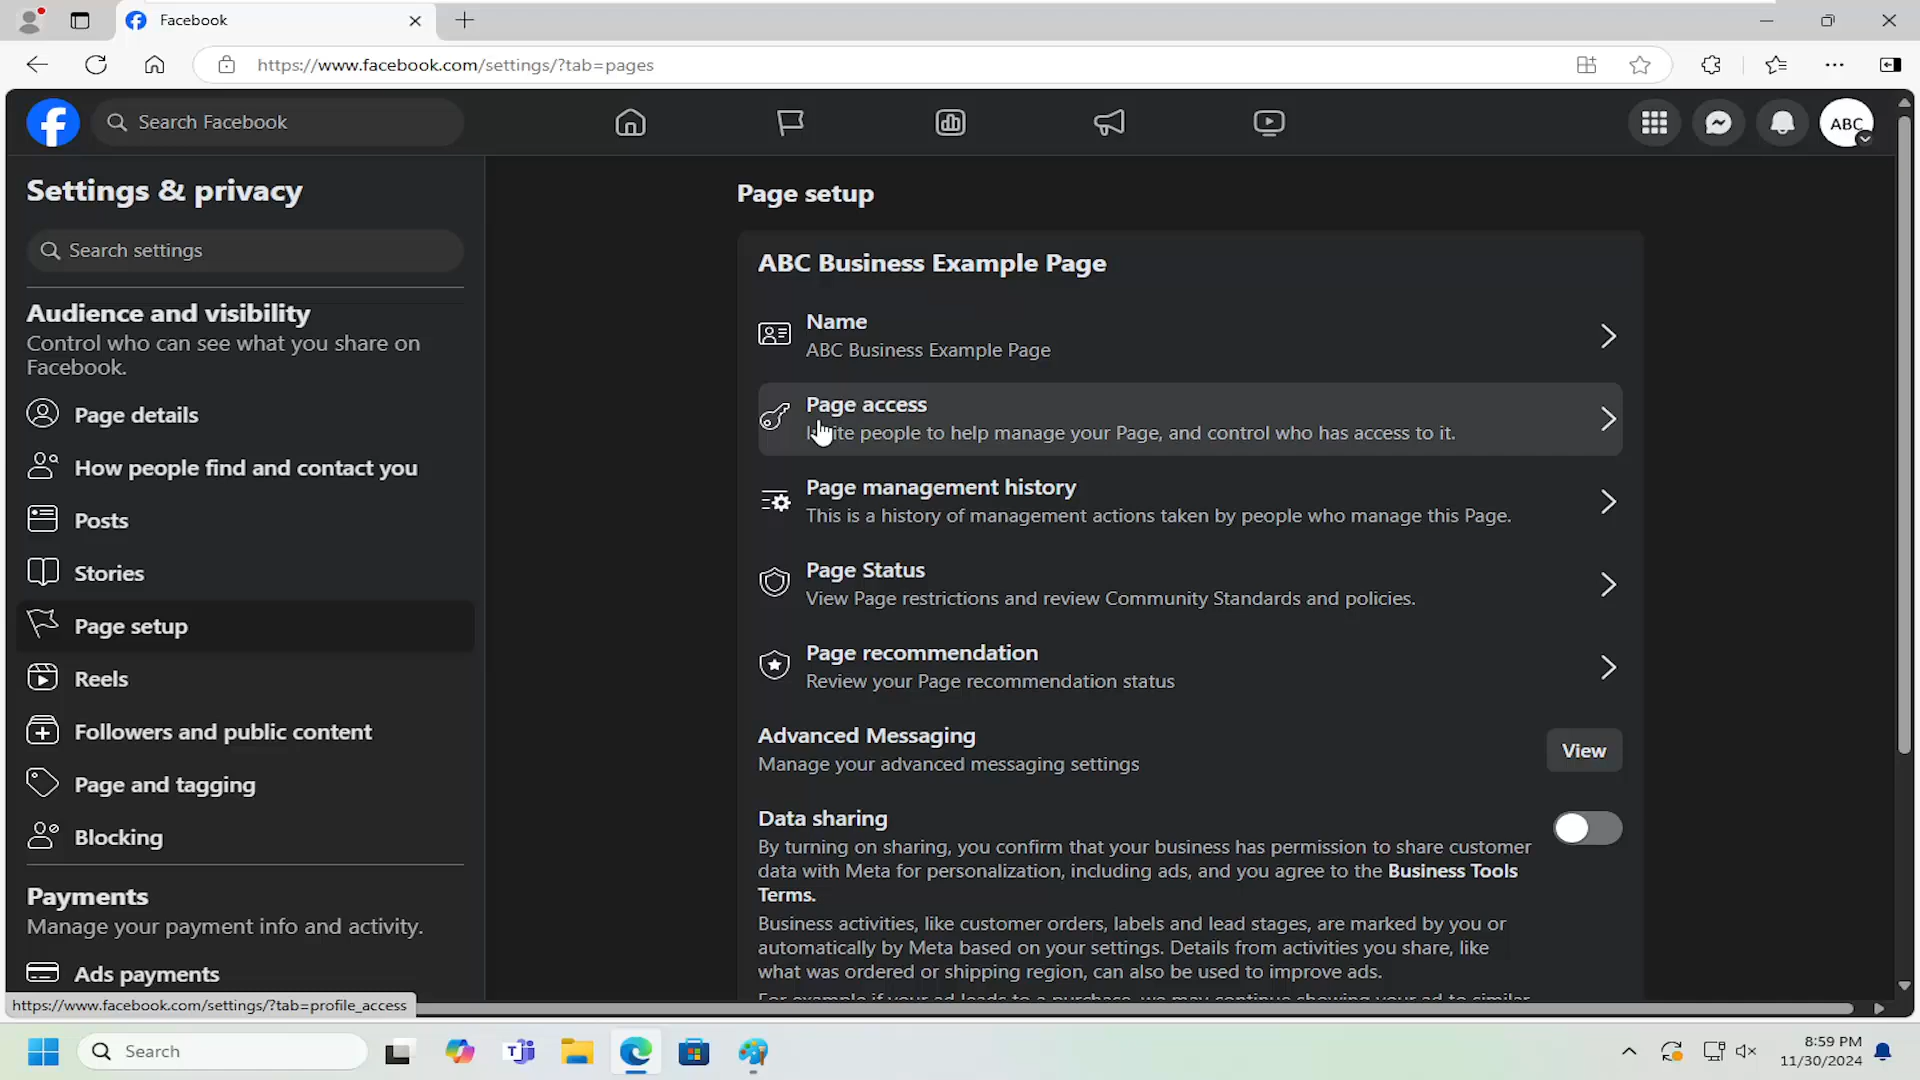 Facebook
https://www.facebook.com/settings/?tab=pages
Search Facebook
ABC
Settings & privacy
Search settings
Audience and visibility
Control who can see what you share on
Facebook.
Page details
How people find and contact you
Posts
Stories
Page setup
Reels
Followers and public content
Page and tagging
Blocking
Payments
Manage your payment info and activity.
Ads payments
https://www.facebook.com/settings/?tab=profile_access
Page setup
ABC Business Example Page
Name
ABC Business Example Page
Page access
people to help manage your Page, and control who has access to it.
Page management history
This is a history of management actions taken by people who manage this Page.
Page Status
View Page restrictions and review Community Standards and policies.
Page recommendation
Review your Page recommendation status
Advanced Messaging
Manage your advanced messaging settings
View
Data sharing
By turning on sharing, you confirm that your business has permission to share customer
data with Meta for personalization, including ads, and you agree to the Business Tools
Terms.
Business activities, like customer orders, labels and lead stages, are marked by you or
automatically by Meta based on your settings. Details from activities you share, like
what was ordered or shipping region, can also be used to improve ads.
Search
8:59 PM
11/30/2024